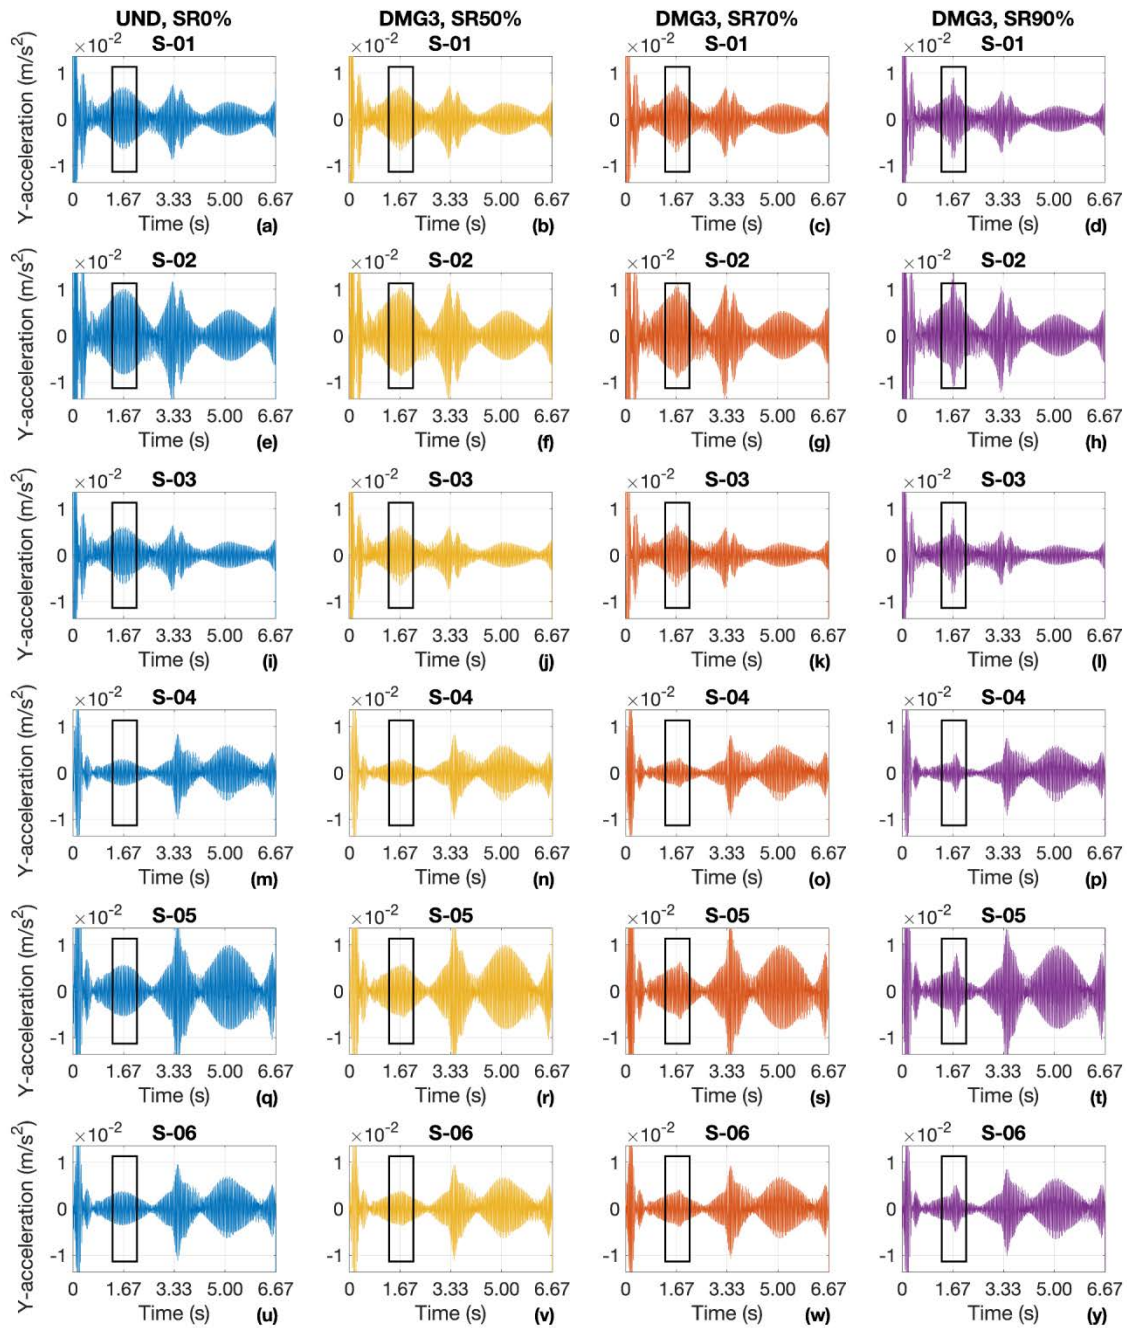 UND, SR0% DMG3, SR50% DMG3, SR70% DMG3, SR90%
S-01 S-01 S-01 S-01
×10⁻² ×10⁻² ×10⁻² ×10⁻²
Y-acceleration (m/s²)
1 1 1 1
0 0 0 0
-1 -1 -1 -1
0 1.67 3.33 5.00 6.67 0 1.67 3.33 5.00 6.67 0 1.67 3.33 5.00 6.67 0 1.67 3.33 5.00 6.67
Time (s) (a) Time (s) (b) Time (s) (c) Time (s) (d)
S-02 S-02 S-02 S-02
×10⁻² ×10⁻² ×10⁻² ×10⁻²
Y-acceleration (m/s²)
1 1 1 1
0 0 0 0
-1 -1 -1 -1
0 1.67 3.33 5.00 6.67 0 1.67 3.33 5.00 6.67 0 1.67 3.33 5.00 6.67 0 1.67 3.33 5.00 6.67
Time (s) (e) Time (s) (f) Time (s) (g) Time (s) (h)
S-03 S-03 S-03 S-03
×10⁻² ×10⁻² ×10⁻² ×10⁻²
Y-acceleration (m/s²)
1 1 1 1
0 0 0 0
-1 -1 -1 -1
0 1.67 3.33 5.00 6.67 0 1.67 3.33 5.00 6.67 0 1.67 3.33 5.00 6.67 0 1.67 3.33 5.00 6.67
Time (s) (i) Time (s) (j) Time (s) (k) Time (s) (l)
S-04 S-04 S-04 S-04
×10⁻² ×10⁻² ×10⁻² ×10⁻²
Y-acceleration (m/s²)
1 1 1 1
0 0 0 0
-1 -1 -1 -1
0 1.67 3.33 5.00 6.67 0 1.67 3.33 5.00 6.67 0 1.67 3.33 5.00 6.67 0 1.67 3.33 5.00 6.67
Time (s) (m) Time (s) (n) Time (s) (o) Time (s) (p)
S-05 S-05 S-05 S-05
×10⁻² ×10⁻² ×10⁻² ×10⁻²
Y-acceleration (m/s²)
1 1 1 1
0 0 0 0
-1 -1 -1 -1
0 1.67 3.33 5.00 6.67 0 1.67 3.33 5.00 6.67 0 1.67 3.33 5.00 6.67 0 1.67 3.33 5.00 6.67
Time (s) (q) Time (s) (r) Time (s) (s) Time (s) (t)
S-06 S-06 S-06 S-06
×10⁻² ×10⁻² ×10⁻² ×10⁻²
Y-acceleration (m/s²)
1 1 1 1
0 0 0 0
-1 -1 -1 -1
0 1.67 3.33 5.00 6.67 0 1.67 3.33 5.00 6.67 0 1.67 3.33 5.00 6.67 0 1.67 3.33 5.00 6.67
Time (s) (u) Time (s) (v) Time (s) (w) Time (s) (y)